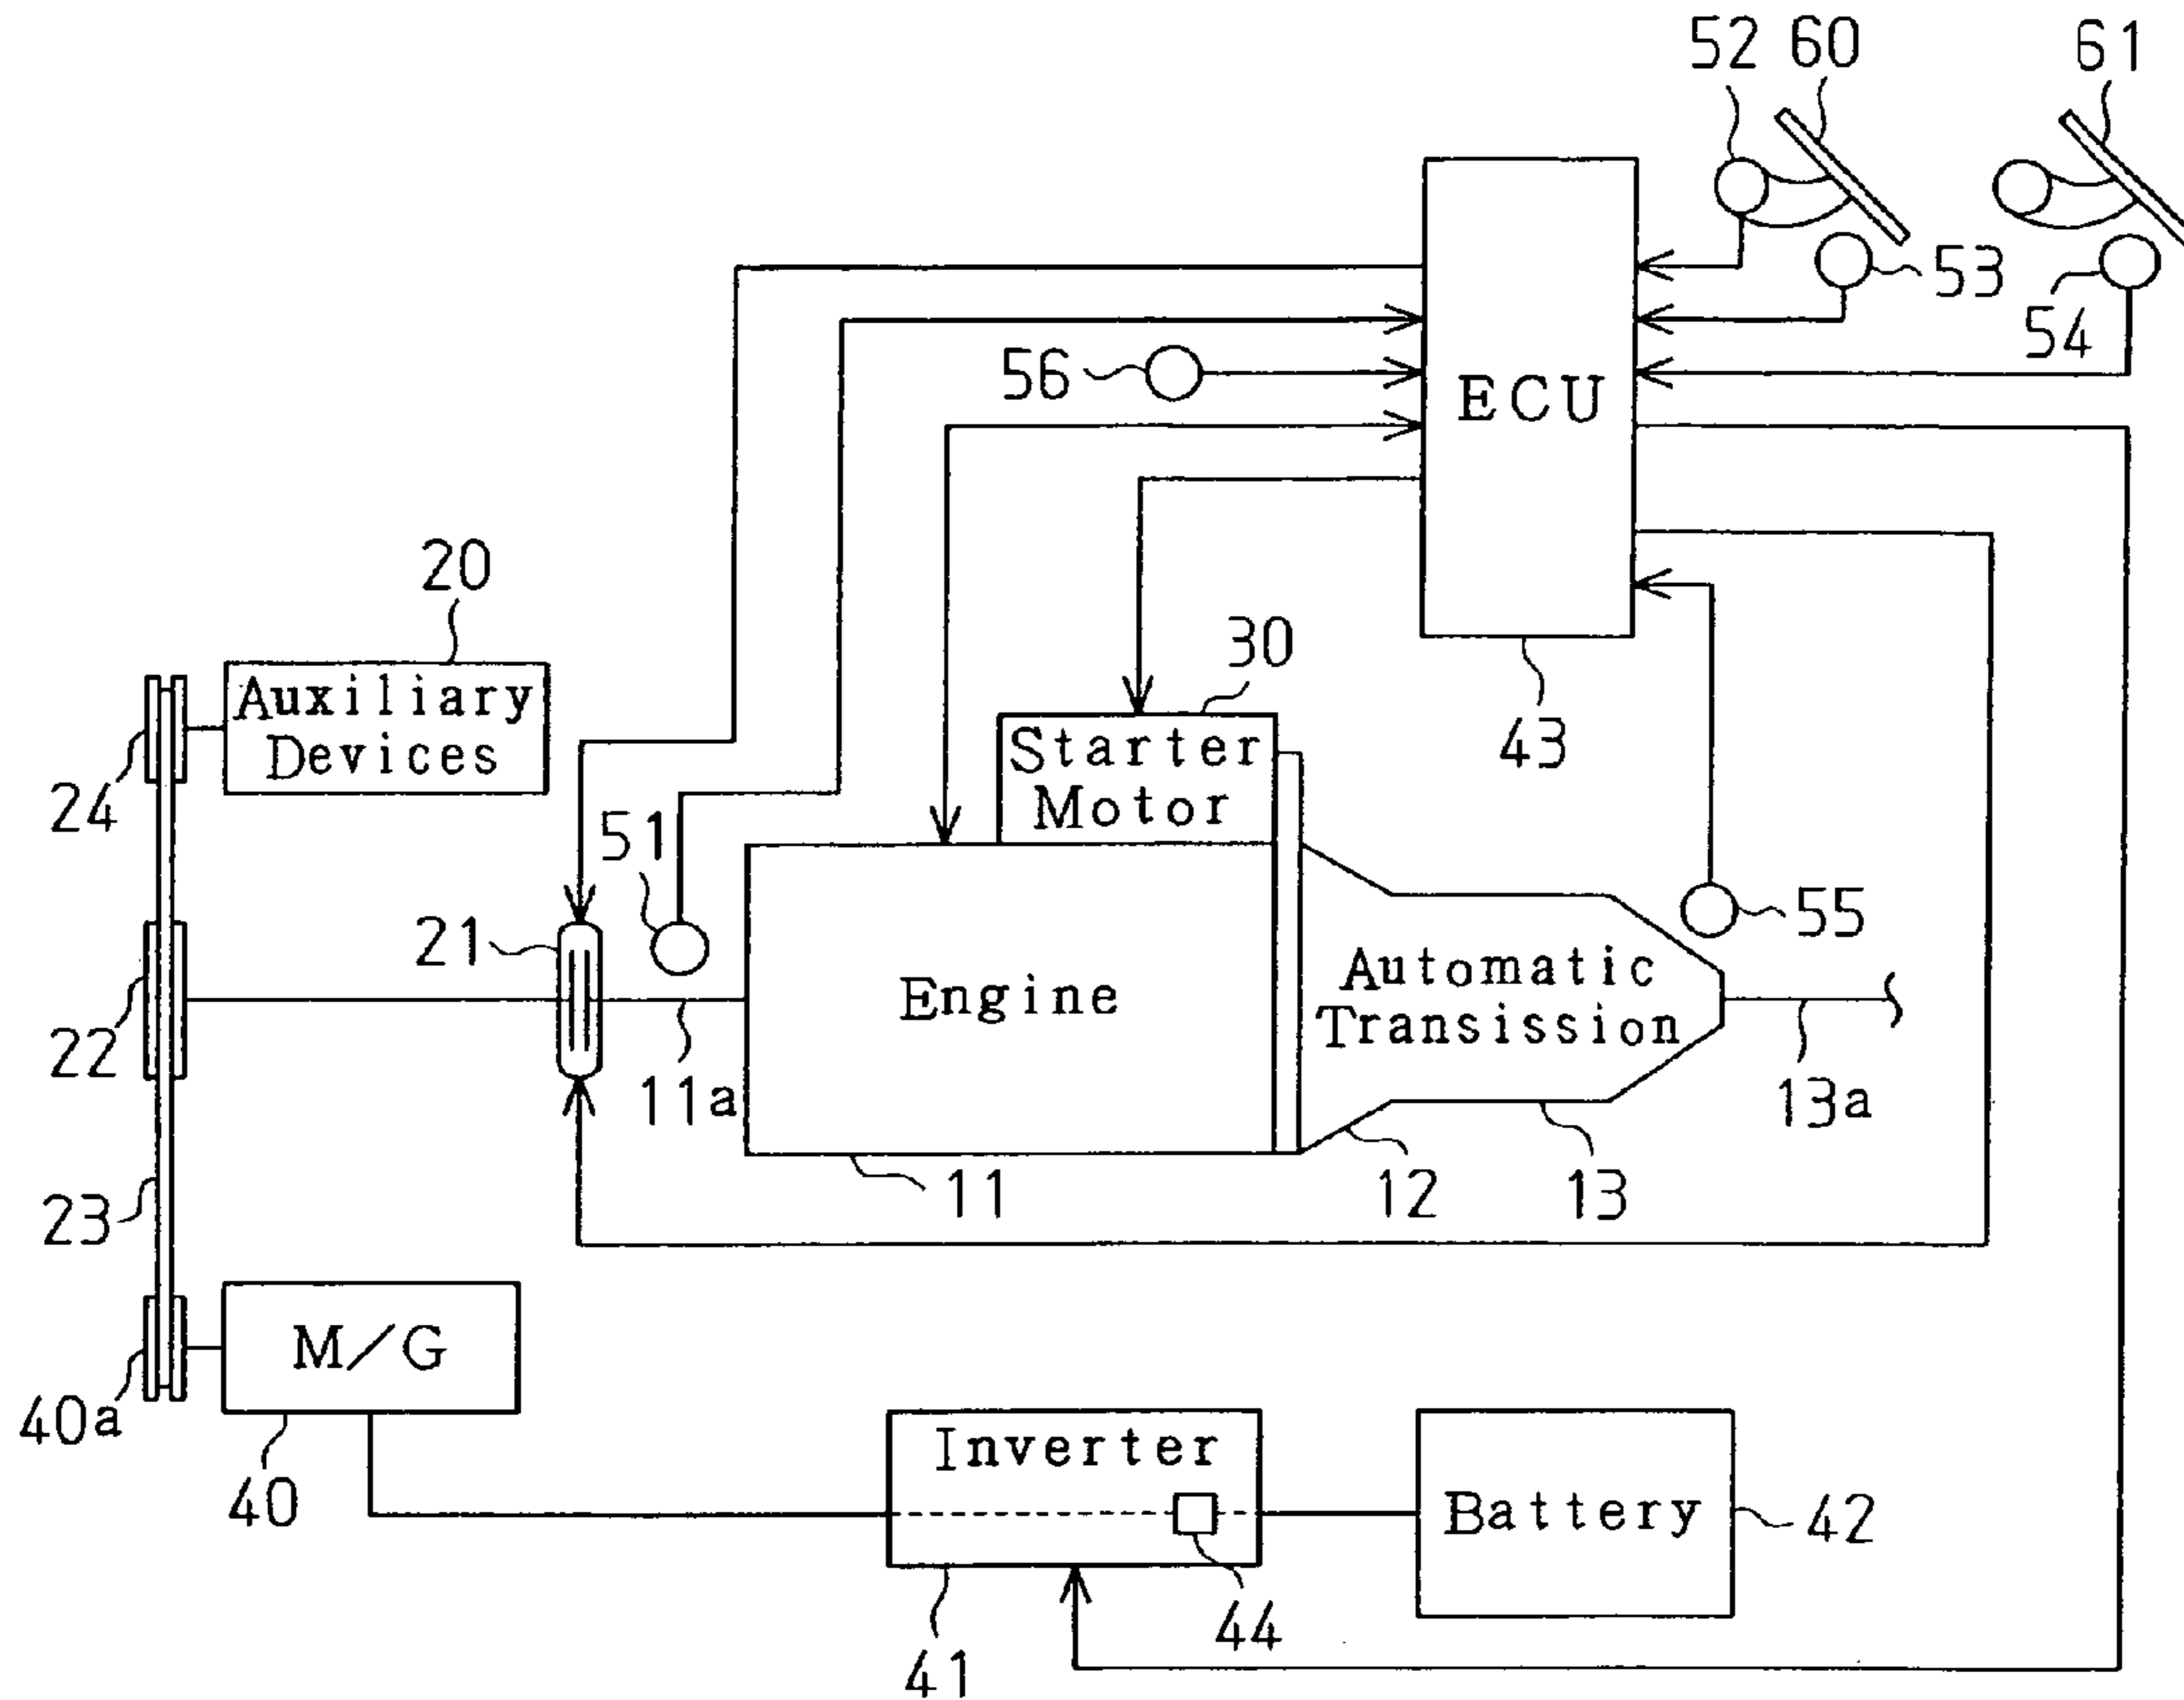 52 60 61
53
54
56
ECU
20
30
43
Auxiliary
Devices
24
Starter
Motor
51
21
55
22
11a
Engine
Automatic
Transission
13a
23
11
12
13
M/G
40a
40
Inverter
Battery
42
44
41